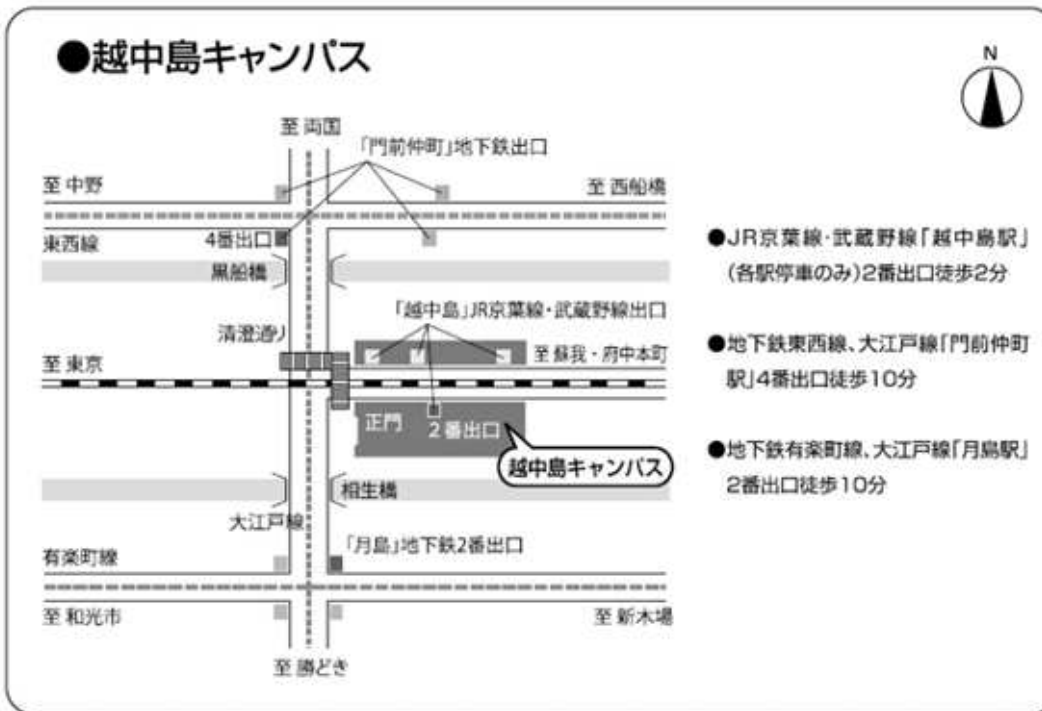 ●越中島キャンパス
N
至 両国
「門前仲町」地下鉄出口
至 中野
至 西船橋
東西線
4番出口
黒船橋
「越中島」JR京葉線・武蔵野線出口
清澄通り
至 東京
至 蘇我・府中本町
正門
2番出口
越中島キャンパス
相生橋
大江戸線
「月島」地下鉄2番出口
有楽町線
至 和光市
至 新木場
至 勝どき
●JR京葉線・武蔵野線「越中島駅」
(各駅停車のみ)2番出口徒歩2分
●地下鉄東西線、大江戸線「門前仲町
駅」4番出口徒歩10分
●地下鉄有楽町線、大江戸線「月島駅」
2番出口徒歩10分